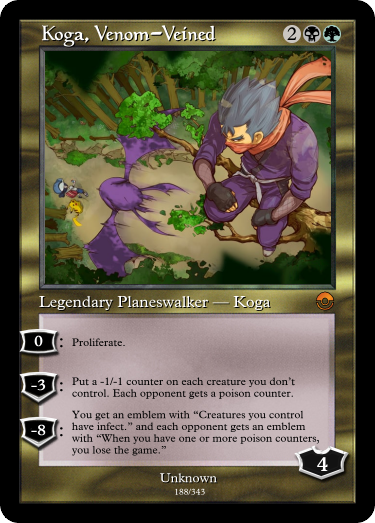 Koga, Venom-Veined 2
Legendary Planeswalker — Koga
0: Proliferate.
-3: Put a -1/-1 counter on each creature you don't
control. Each opponent gets a poison counter.
You get an emblem with “Creatures you control
-8: have infect.” and each opponent gets an emblem
with “When you have one or more poison counters,
you lose the game.”
4
Unknown
188/343